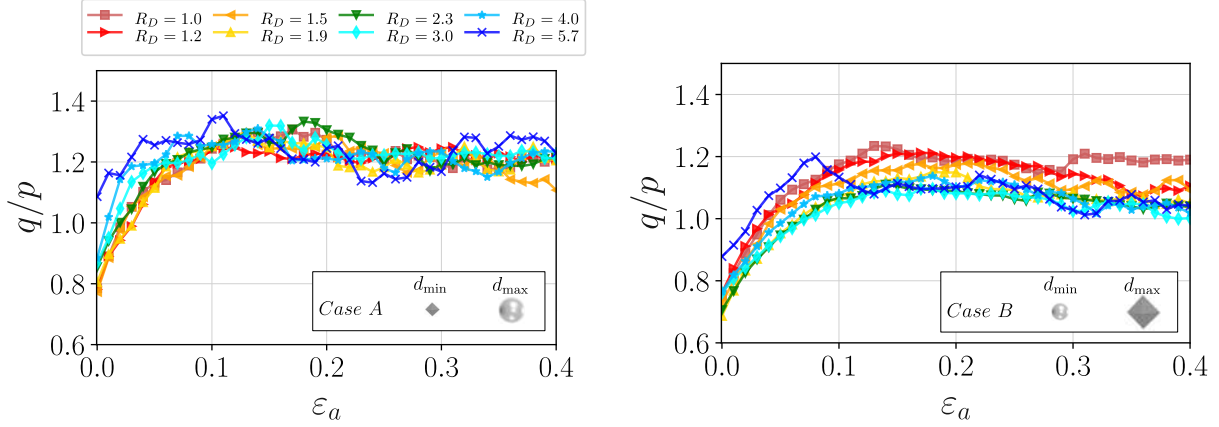 R_D = 1.0 R_D = 1.5 R_D = 2.3 R_D = 4.0
R_D = 1.2 R_D = 1.9 R_D = 3.0 R_D = 5.7
1.4
1.2
1.0
0.8
0.6
q/p
0.0 0.1 0.2 0.3 0.4
ε_a
d_min d_max
Case A
1.4
1.2
1.0
0.8
0.6
q/p
0.0 0.1 0.2 0.3 0.4
ε_a
d_min d_max
Case B